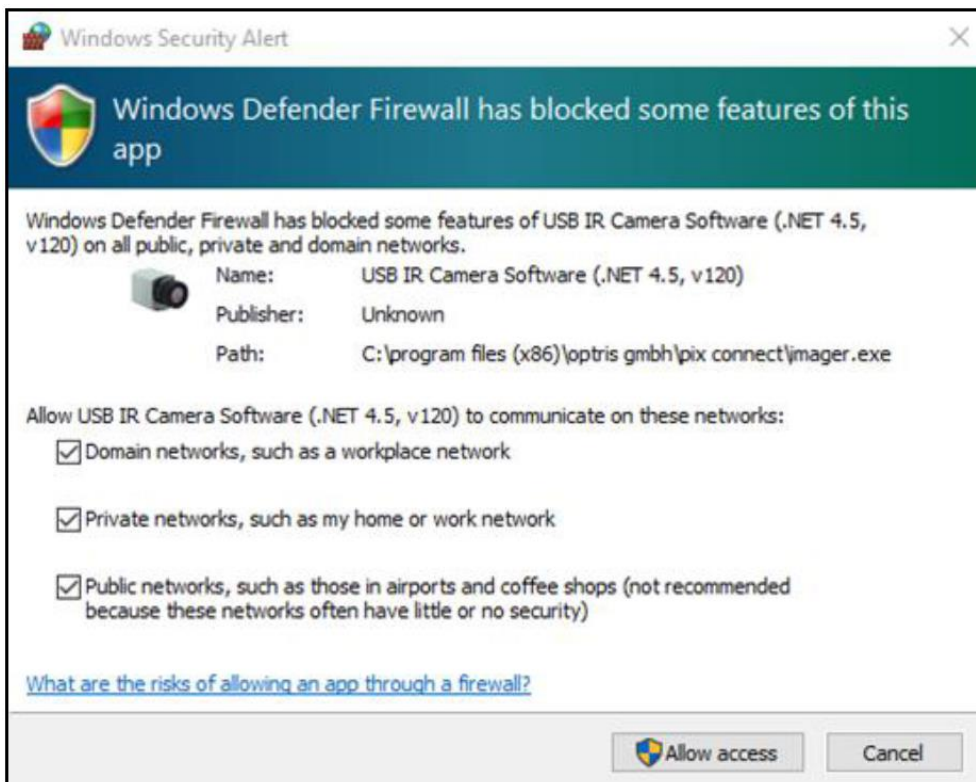 Windows Security Alert
Windows Defender Firewall has blocked some features of this
app
Windows Defender Firewall has blocked some features of USB IR Camera Software (.NET 4.5,
v120) on all public, private and domain networks.
Name: USB IR Camera Software (.NET 4.5, v120)
Publisher: Unknown
Path: C:\program files (x86)\optris gmbh\pix connect\imager.exe
Allow USB IR Camera Software (.NET 4.5, v120) to communicate on these networks:
Domain networks, such as a workplace network
Private networks, such as my home or work network
Public networks, such as those in airports and coffee shops (not recommended
because these networks often have little or no security)
What are the risks of allowing an app through a firewall?
Allow access Cancel